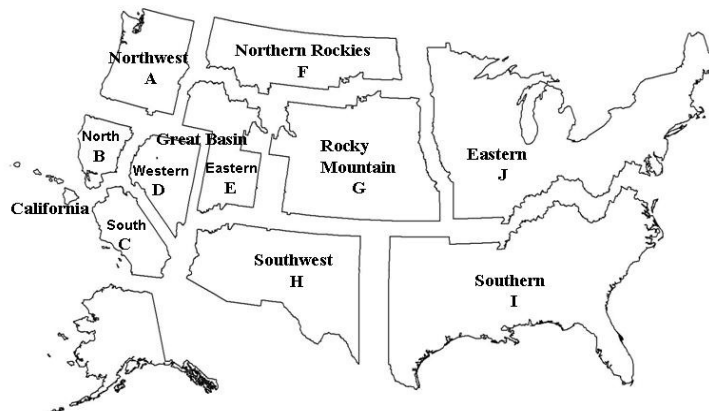 Northern Rockies
F
Northwest
A
North
B
Great Basin
Western
D
Eastern
E
Rocky
Mountain
G
Eastern
J
California
South
C
Southwest
H
Southern
I